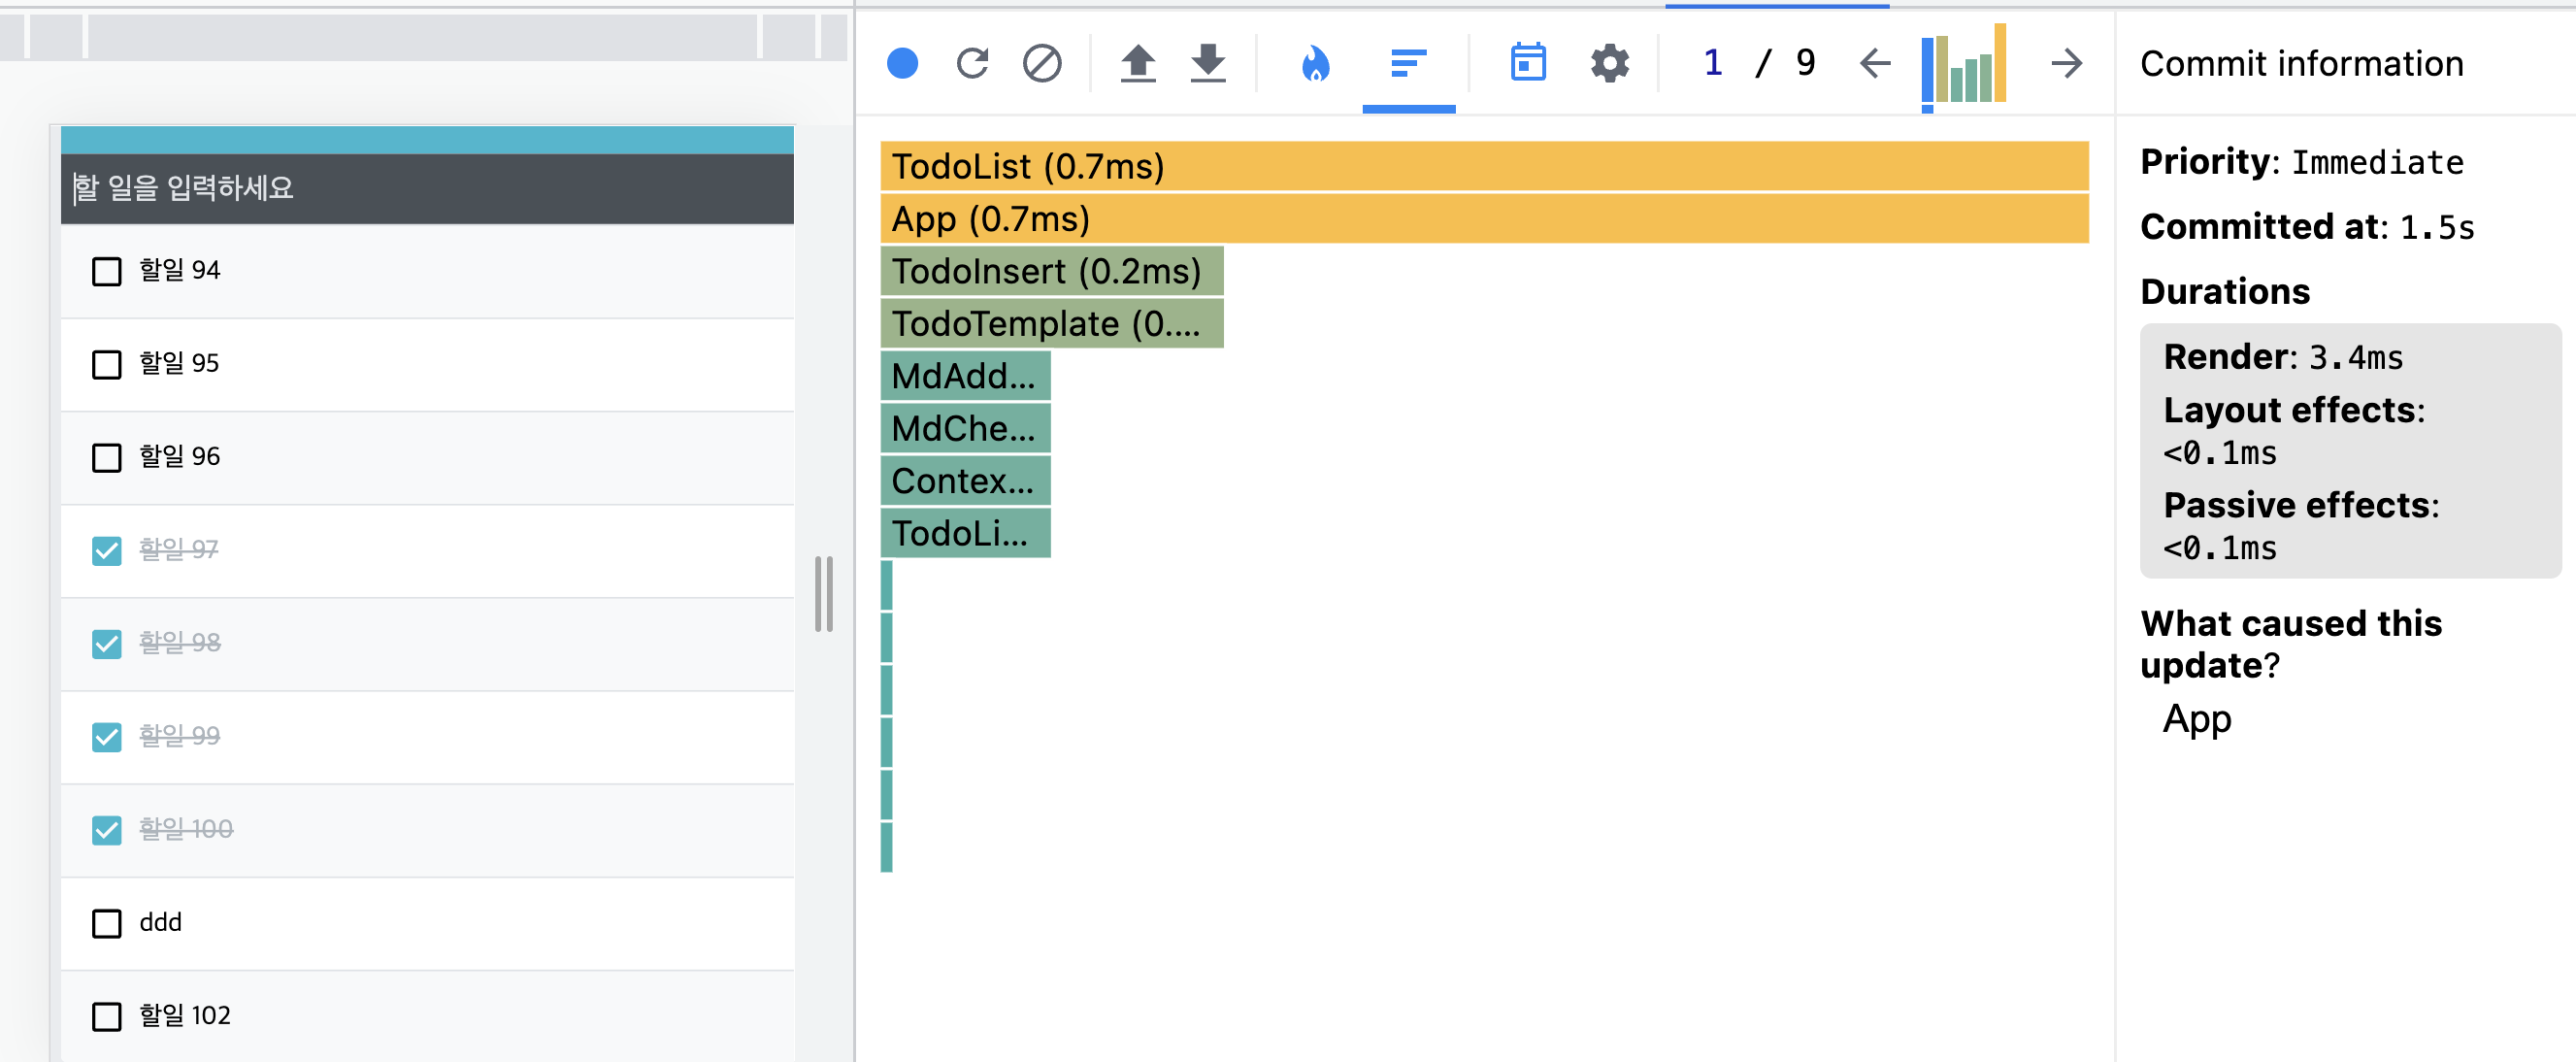 할 일을 입력하세요
할일 94
할일 95
할일 96
할일 97
할일 98
할일 99
할일 100
ddd
할일 102
1 / 9
TodoList (0.7ms)
App (0.7ms)
TodoInsert (0.2ms)
TodoTemplate (0....
MdAdd...
MdChe...
Contex...
TodoLi...
Commit information
Priority: Immediate
Committed at: 1.5s
Durations
Render: 3.4ms
Layout effects:
<0.1ms
Passive effects:
<0.1ms
What caused this
update?
App